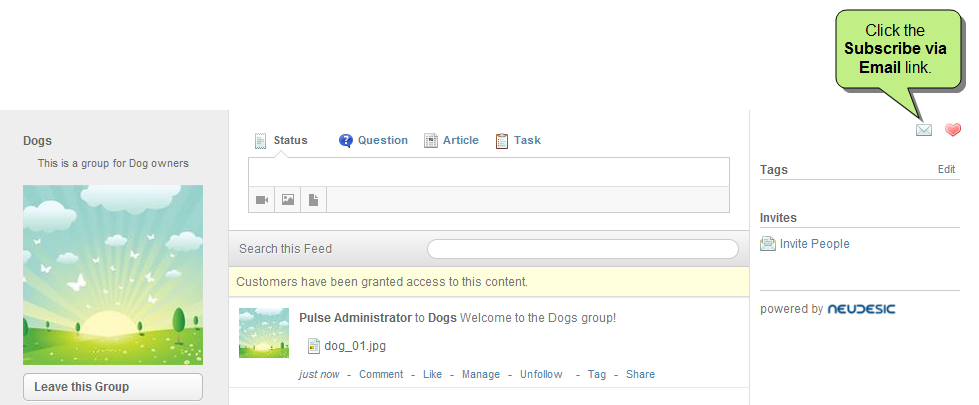 Click the
Subscribe via
Email link.
Dogs
This is a group for Dog owners
Leave this Group
Status Question Article Task
Search this Feed
Customers have been granted access to this content.
Pulse Administrator to Dogs Welcome to the Dogs group!
dog_01.jpg
just now - Comment - Like - Manage - Unfollow - Tag - Share
Tags Edit
Invites
Invite People
powered by NEUDESIC